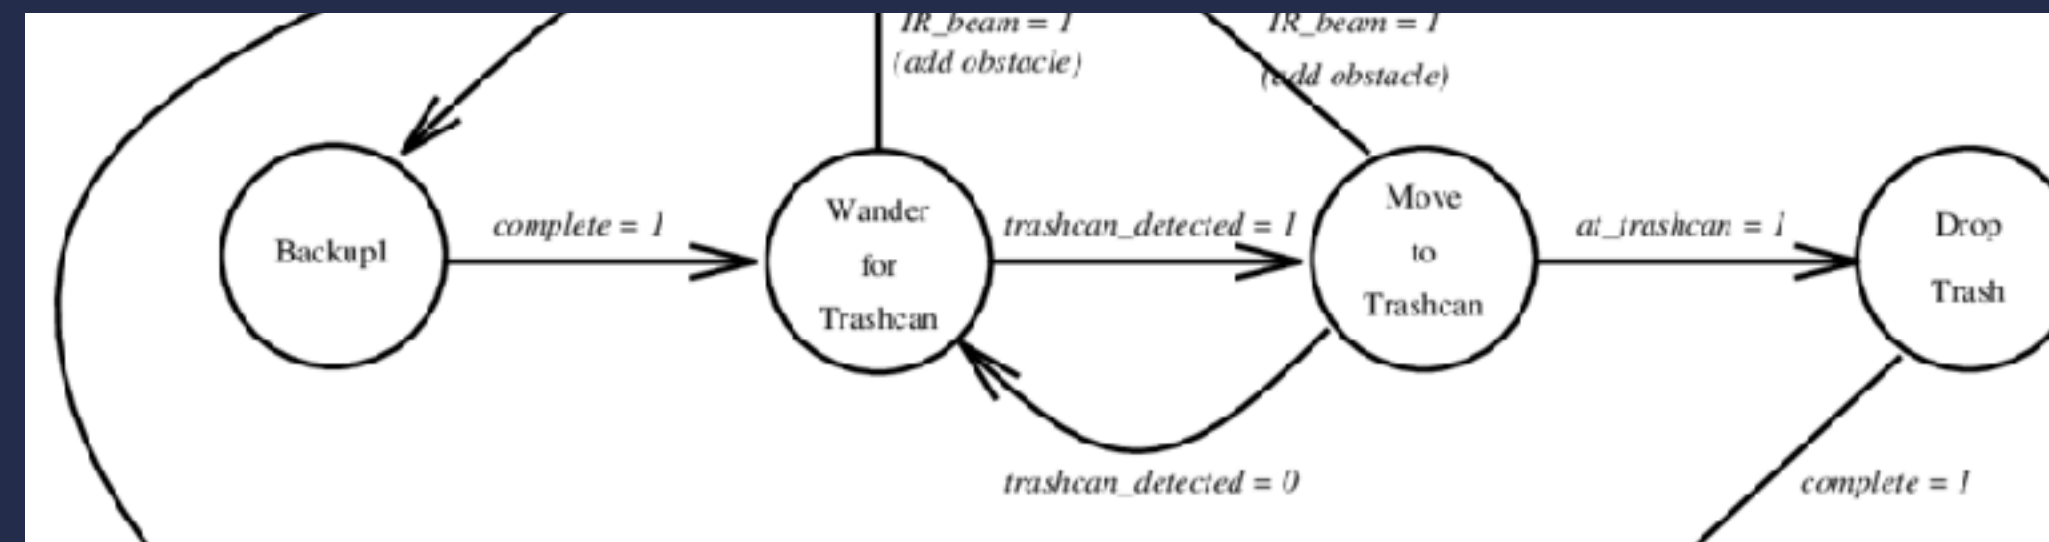 IR_beam = 1
(add obstacle)
IR_beam = 1
(add obstacle)
Backup1
complete = 1
Wander
for
Trashcan
trashcan_detected = 1
Move
to
Trashcan
at_trashcan = 1
Drop
Trash
trashcan_detected = 0
complete = 1